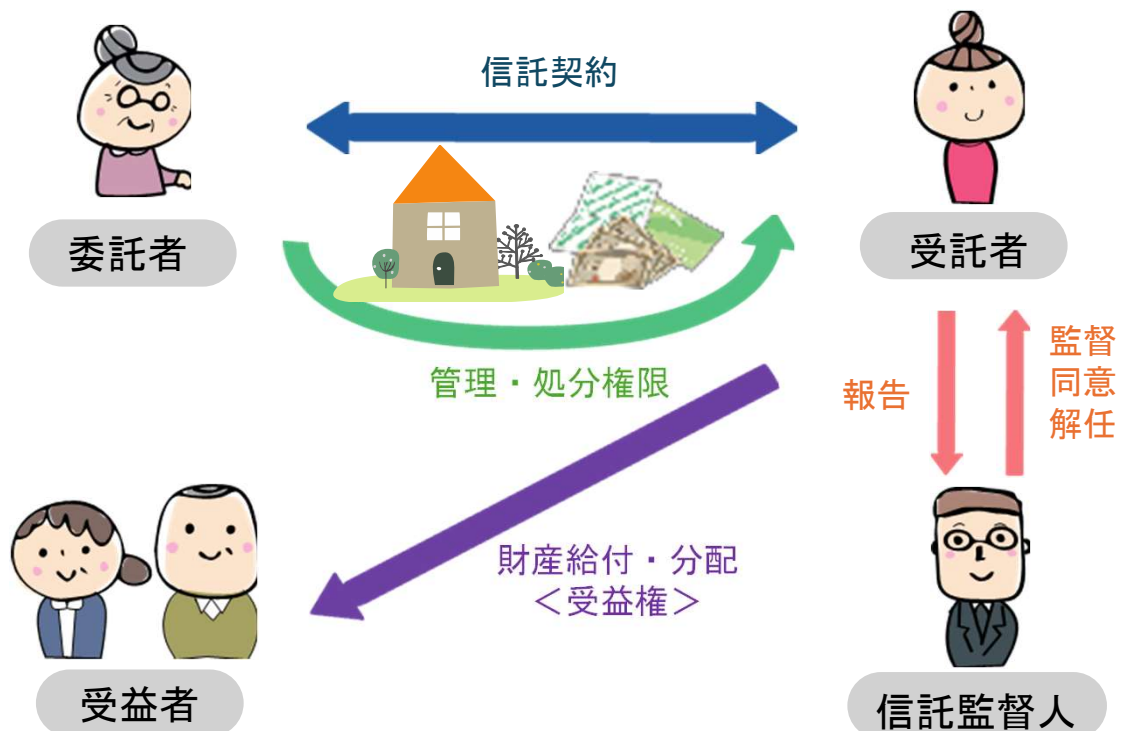 信託契約
委託者
受託者
管理・処分権限
報告
監督
同意
解任
財産給付・分配
＜受益権＞
受益者
信託監督人